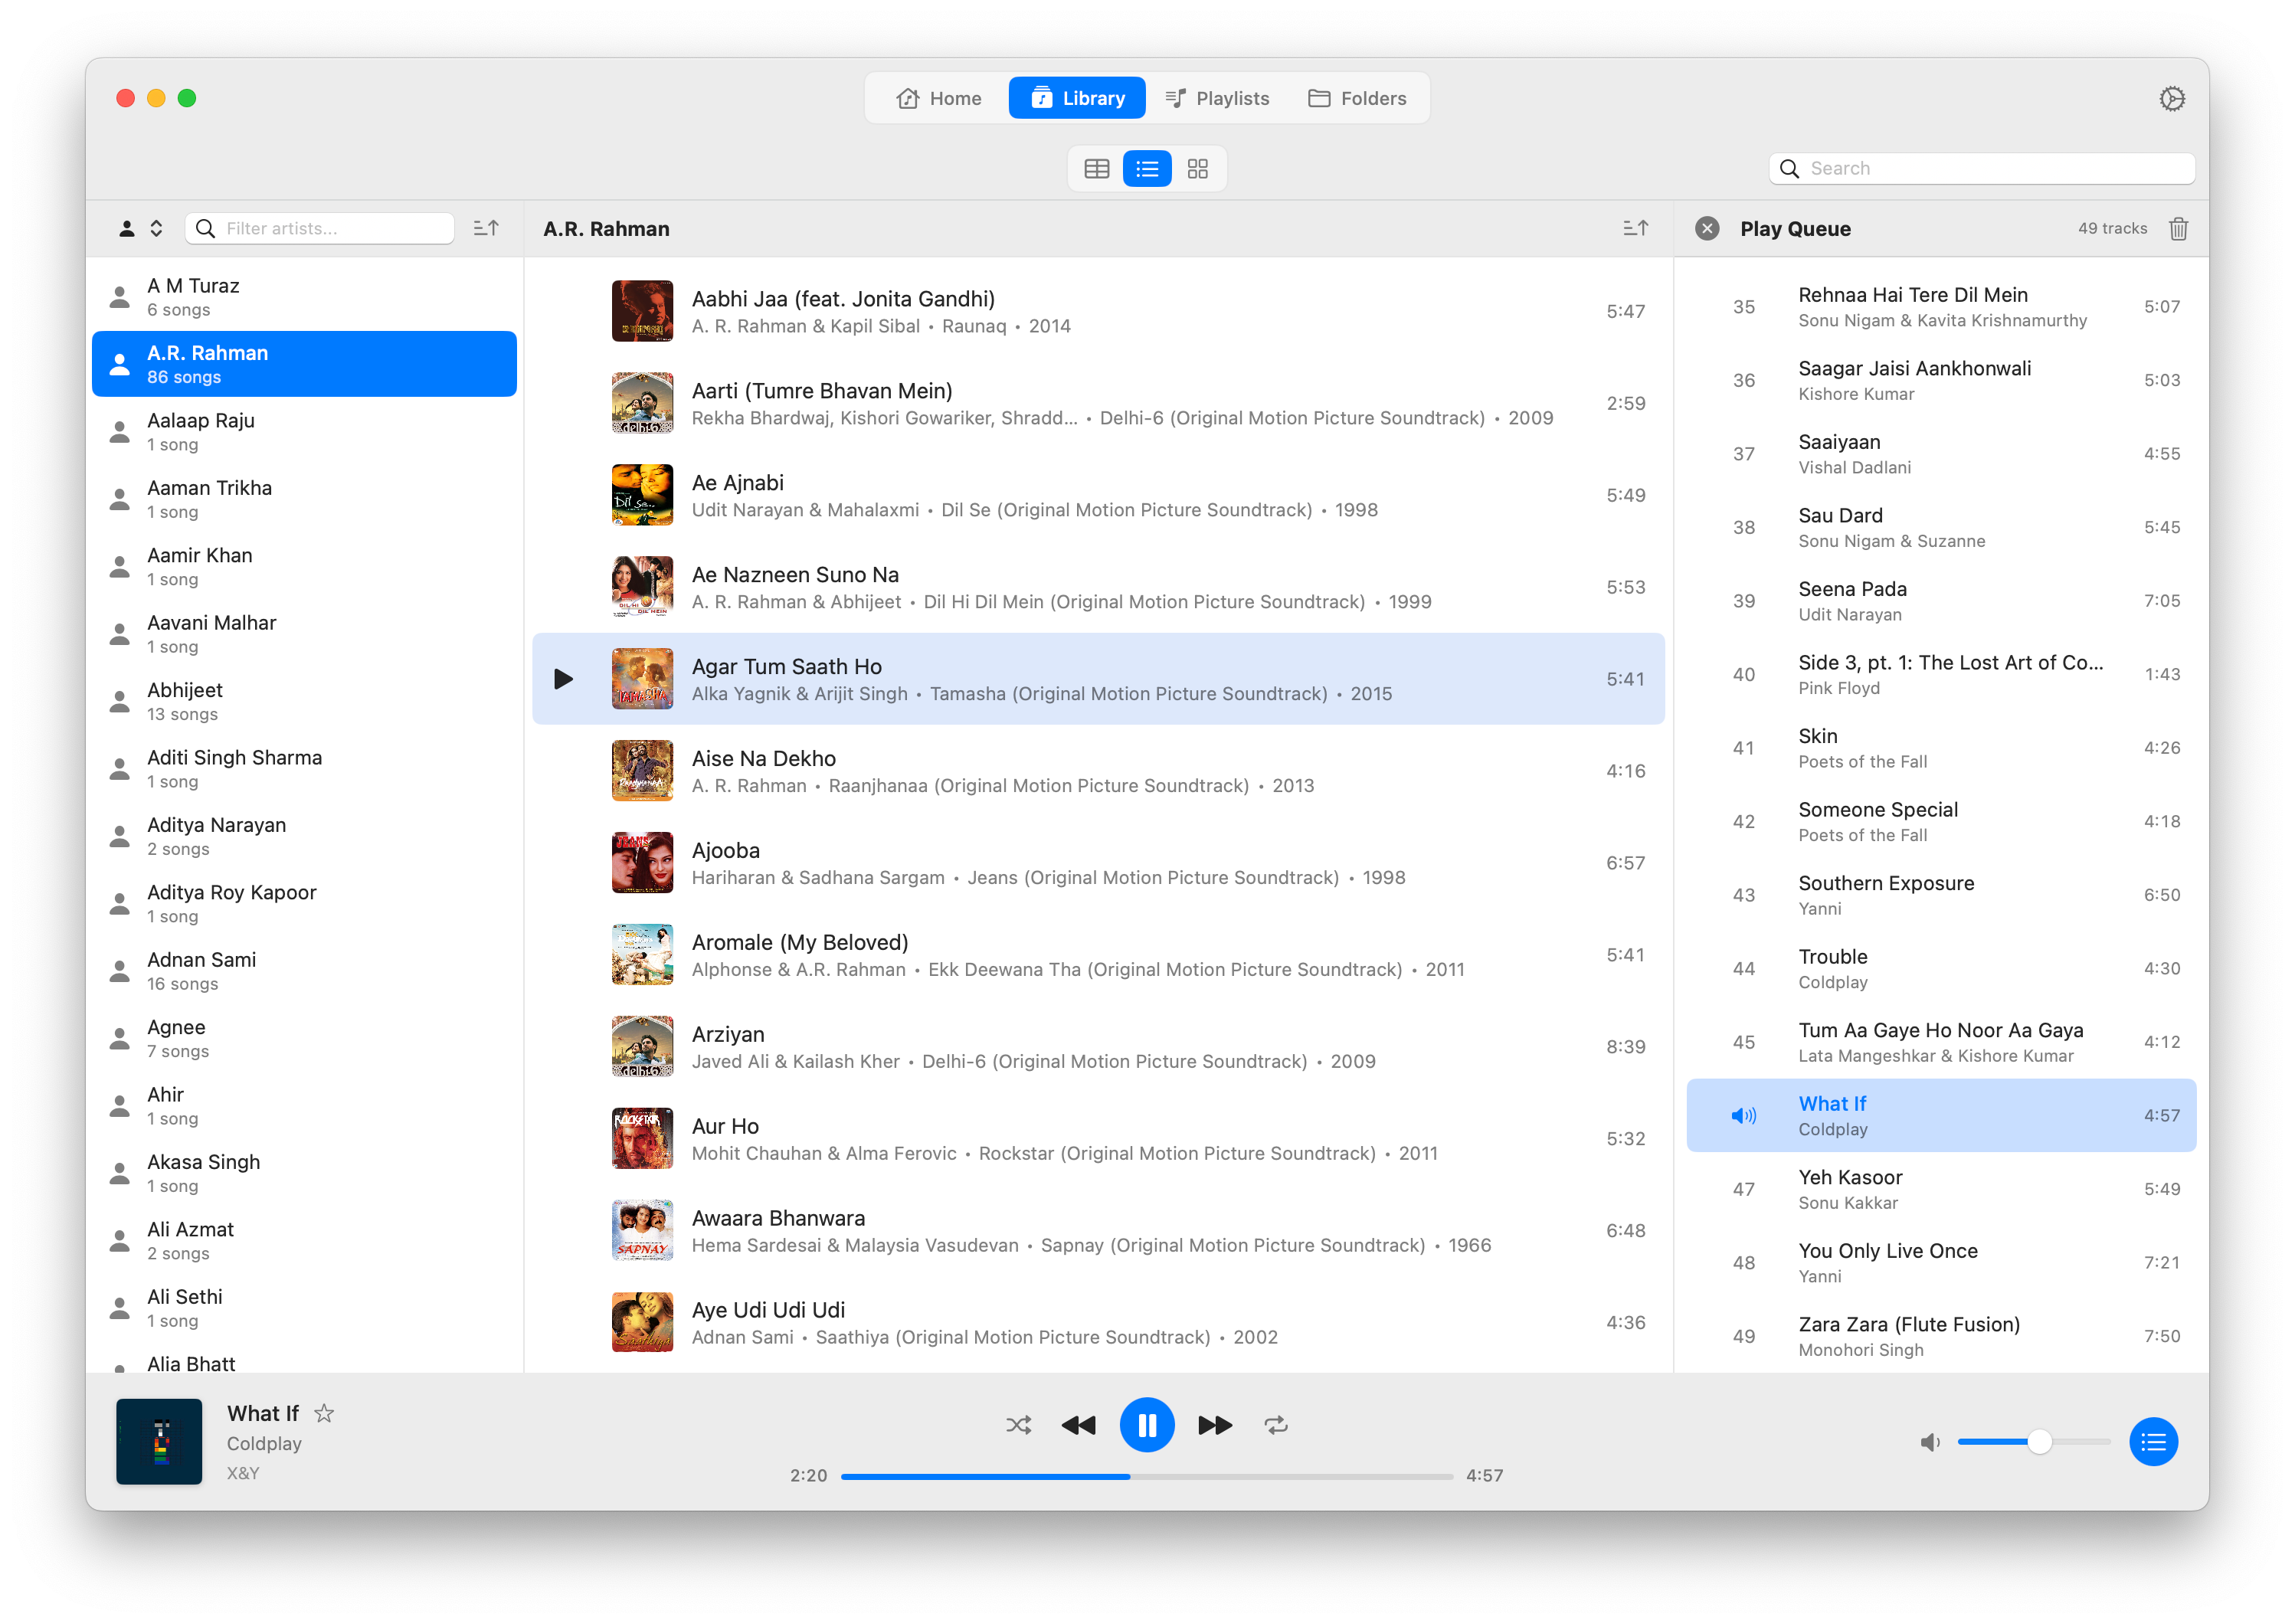 Home
Library
Playlists
Folders
Search
Filter artists...
A.R. Rahman
Play Queue
49 tracks
A M Turaz
6 songs
A.R. Rahman
86 songs
Aalaap Raju
1 song
Aaman Trikha
1 song
Aamir Khan
1 song
Aavani Malhar
1 song
Abhijeet
13 songs
Aditi Singh Sharma
1 song
Aditya Narayan
2 songs
Aditya Roy Kapoor
1 song
Adnan Sami
16 songs
Agnee
7 songs
Ahir
1 song
Akasa Singh
1 song
Ali Azmat
2 songs
Ali Sethi
1 song
Alia Bhatt
Aabhi Jaa (feat. Jonita Gandhi)
A. R. Rahman & Kapil Sibal • Raunaq • 2014
5:47
Aarti (Tumre Bhavan Mein)
Rekha Bhardwaj, Kishori Gowariker, Shradd... • Delhi-6 (Original Motion Picture Soundtrack) • 2009
2:59
Ae Ajnabi
Udit Narayan & Mahalaxmi • Dil Se (Original Motion Picture Soundtrack) • 1998
5:49
Ae Nazneen Suno Na
A. R. Rahman & Abhijeet • Dil Hi Dil Mein (Original Motion Picture Soundtrack) • 1999
5:53
Agar Tum Saath Ho
Alka Yagnik & Arijit Singh • Tamasha (Original Motion Picture Soundtrack) • 2015
5:41
Aise Na Dekho
A. R. Rahman • Raanjhanaa (Original Motion Picture Soundtrack) • 2013
4:16
Ajooba
Hariharan & Sadhana Sargam • Jeans (Original Motion Picture Soundtrack) • 1998
6:57
Aromale (My Beloved)
Alphonse & A.R. Rahman • Ekk Deewana Tha (Original Motion Picture Soundtrack) • 2011
5:41
Arziyan
Javed Ali & Kailash Kher • Delhi-6 (Original Motion Picture Soundtrack) • 2009
8:39
Aur Ho
Mohit Chauhan & Alma Ferovic • Rockstar (Original Motion Picture Soundtrack) • 2011
5:32
Awaara Bhanwara
Hema Sardesai & Malaysia Vasudevan • Sapnay (Original Motion Picture Soundtrack) • 1966
6:48
Aye Udi Udi Udi
Adnan Sami • Saathiya (Original Motion Picture Soundtrack) • 2002
4:36
35
Rehnaa Hai Tere Dil Mein
Sonu Nigam & Kavita Krishnamurthy
5:07
36
Saagar Jaisi Aankhonwali
Kishore Kumar
5:03
37
Saaiyaan
Vishal Dadlani
4:55
38
Sau Dard
Sonu Nigam & Suzanne
5:45
39
Seena Pada
Udit Narayan
7:05
40
Side 3, pt. 1: The Lost Art of Co...
Pink Floyd
1:43
41
Skin
Poets of the Fall
4:26
42
Someone Special
Poets of the Fall
4:18
43
Southern Exposure
Yanni
6:50
44
Trouble
Coldplay
4:30
45
Tum Aa Gaye Ho Noor Aa Gaya
Lata Mangeshkar & Kishore Kumar
4:12
What If
Coldplay
4:57
47
Yeh Kasoor
Sonu Kakkar
5:49
48
You Only Live Once
Yanni
7:21
49
Zara Zara (Flute Fusion)
Monohori Singh
7:50
What If
Coldplay
X&Y
2:20
4:57